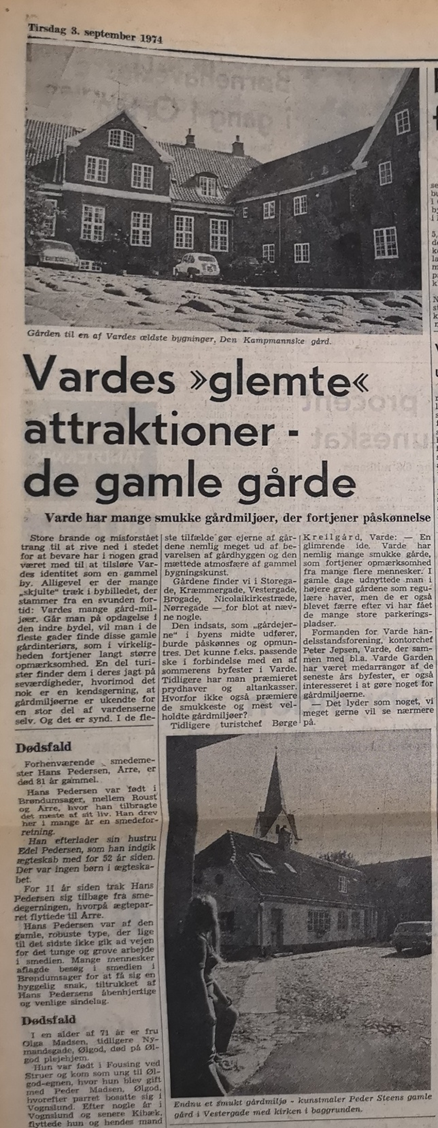 Tirsdag 3. september 1974
Gården til en af Vardes ældste bygninger, Den Kampmannske gård.
Vardes »glemte«
attraktioner -
de gamle gårde
Varde har mange smukke gårdmiljøer, der fortjener påskønnelse
Store brande og misforstået
trang til at rive ned i stedet
for at bevare har i nogen grad
været med til at tilsløre Var-
des identitet som en gammel
by. Alligevel er der mange
„skjulte“ træk i bybilledet, der
stammer fra en svunden for-
tid: Vardes mange gård-mil-
jøer. Går man på opdagelse i
den indre bydel, vil man i de
fleste gader finde disse gamle
gårdinteriørs, som i virkelig-
heden fortjener langt større
opmærksomhed. En del turi-
ster finder dem i deres jagt på
seværdigheder, hvorimod det
nok er en kendsgerning, at
gårdmiljøerne er ukendte for
en stor del af vardenserne
selv. Og det er synd. I de fle-
ste tilfælde gør ejerne af går-
dene nemlig meget ud af be-
varelsen af gårdhyggen og den
mættede atmosfære af gammel
bygningskunst.
Gårdene finder vi i Storega-
de, Kræmmergade, Vestergade,
Brogade, Nicolaikirkestræde,
Nørregade — for blot at næv-
ne nogle.
Den indsats, som „gårdejer-
ne“ i byens midte udfører,
burde påskønnes og opmun-
tres. Det kunne f.eks. passende
ske i forbindelse med en af
sommerens byfester i Varde.
Tidligere har man præmieret
prydhaver og altankasser.
Hvorfor ikke også præmiere
de smukkeste og mest vel-
holdte gårdmiljøer?
Tidligere turistchef Børge
Kreilgård, Varde: — En
glimrende ide. Varde har
nemlig mange smukke gårde,
som fortjener opmærksomhed
fra mange flere mennesker. I
gamle dage udnyttede man i
højere grad gårdene som regu-
lære haver, men de er også
blevet færre efter vi har fået
de mange store parkerings-
pladser.
Formanden for Varde han-
delsstandsforening, kontorchef
Peter Jepsen, Varde, der sam-
men med bl.a. Varde Garden
har været medarrangør af de
seneste års byfester, er også
interesseret i at gøre noget for
gårdmiljøerne.
— Det lyder som noget, vi
meget gerne vil se nærmere
på.
Dødsfald
Forhenværende smedeme-
ster Hans Pedersen, Årre, er
død 81 år gammel.
Hans Pedersen var født i
Brøndumsager, mellem Roust
og Årre, hvor han tilbragte
det meste af sit liv. Han drev
her i mange år en smedefor-
retning.
Han efterlader sin hustru
Edel Pedersen, som han indgik
ægteskab med for 52 år siden.
Der var ingen børn i ægteska-
bet.
For 11 år siden trak Hans
Pedersen sig tilbage fra sme-
degerningen, hvorpå ægtepar-
ret flyttede til Årre.
Hans Pedersen var af den
gamle, robuste type, der lige
til det sidste ikke gik ad vejen
for det tunge og grove arbejde
i smedien. Mange mennesker
aflagde besøg i smedien i
Brøndumsager for at få sig en
hyggelig snak, tiltrukket af
Hans Pedersens åbenhjertige
og venlige sindelag.
Dødsfald
I en alder af 71 år er fru
Olga Madsen, tidligere Ny-
mandsgade, Ølgod, død på Øl-
god plejehjem.
Hun var født i Fousing ved
Struer og kom som ung til Øl-
god-egnen, hvor hun blev gift
med Peder Madsen, Ølgod,
hvorefter parret bosatte sig i
Vognslund. Efter nogle år i
Vognslund og senere Kihæk,
flyttede hun og hendes mand
Endnu et smukt gårdmiljø - kunstmaler Peder Steens gamle
gård i Vestergade med kirken i baggrunden.